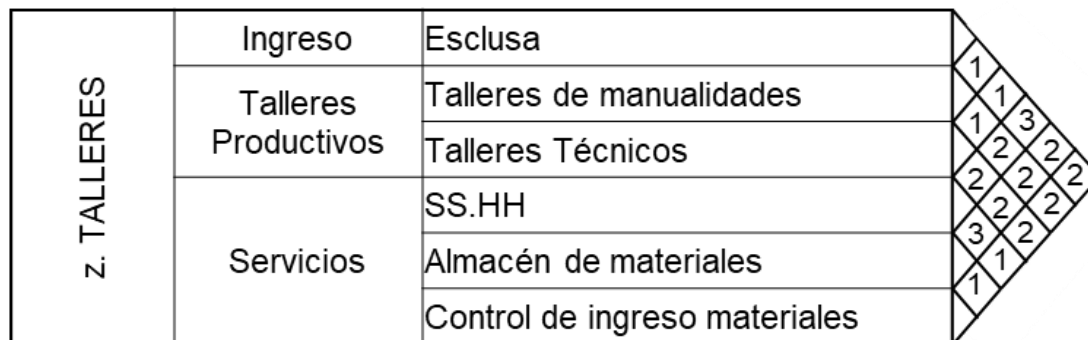 z. TALLERES
Ingreso
Esclusa
Talleres
Productivos
Talleres de manualidades
Talleres Técnicos
Servicios
SS.HH
Almacén de materiales
Control de ingreso materiales
1
1
1
3
2
2
2
2
2
2
2
3
2
1
1